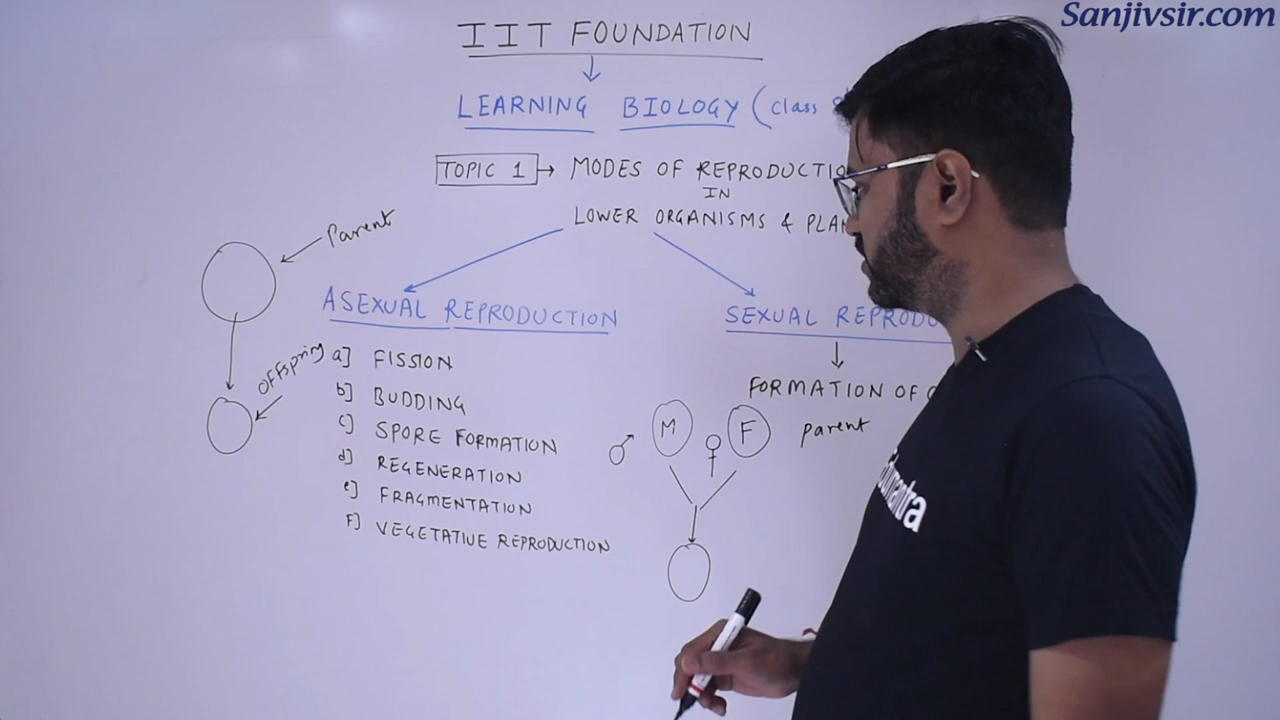 Sanjivsir.com
IIT FOUNDATION
LEARNING BIOLOGY (class 8
TOPIC 1 → MODES OF REPRODUCTIO
IN
LOWER ORGANISMS & PLAN
Parent
ASEXUAL REPRODUCTION
SEXUAL REPRODU
OFFspring
a] FISSION
b] BUDDING
c] SPORE FORMATION
d] REGENERATION
e] FRAGMENTATION
F] VEGETATIVE REPRODUCTION
FORMATION OF G
♂ M ♀ F parent